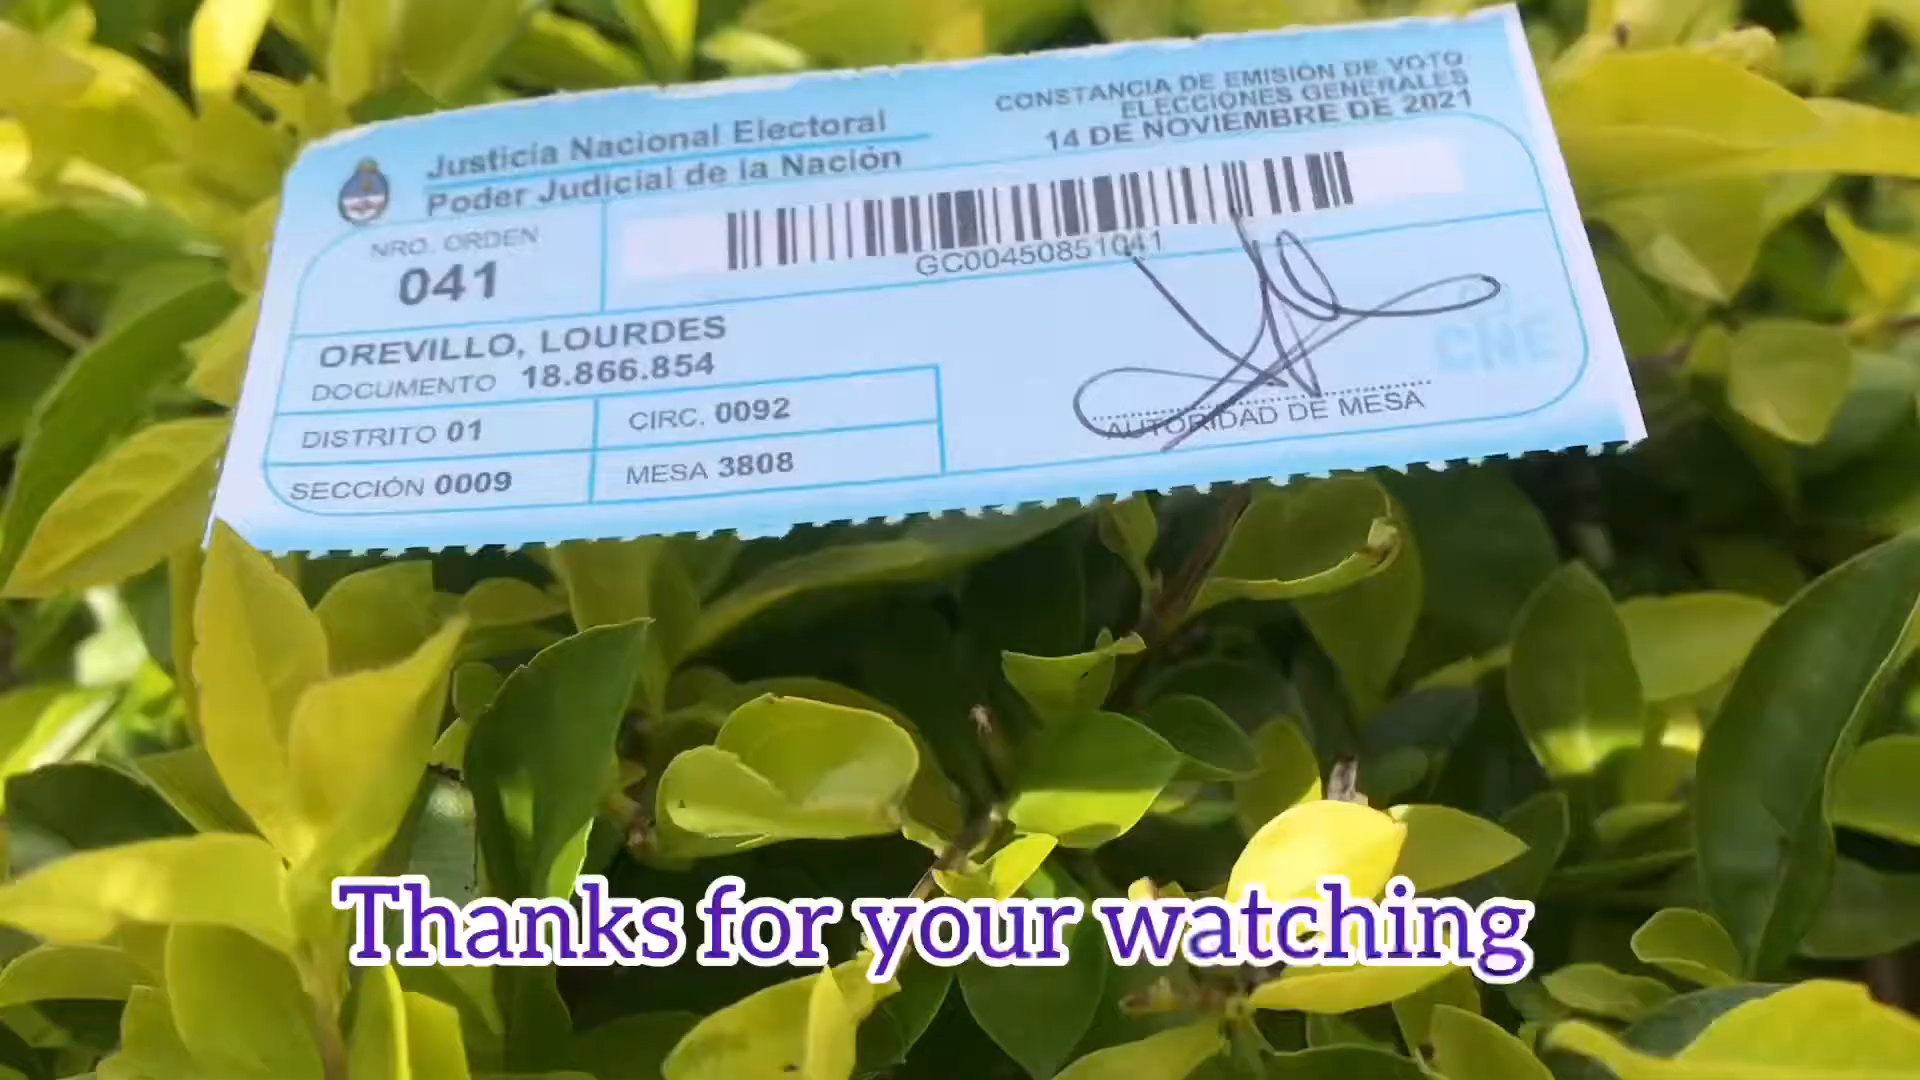 Justicia Nacional Electoral
Poder Judicial de la Nación
CONSTANCIA DE EMISIÓN DE VOTO
ELECCIONES GENERALES
14 DE NOVIEMBRE DE 2021
NRO. ORDEN
041
GC00450851041
OREVILLO, LOURDES
DOCUMENTO 18.866.854
DISTRITO 01
CIRC. 0092
SECCIÓN 0009
MESA 3808
CNE
AUTORIDAD DE MESA
Thanks for your watching